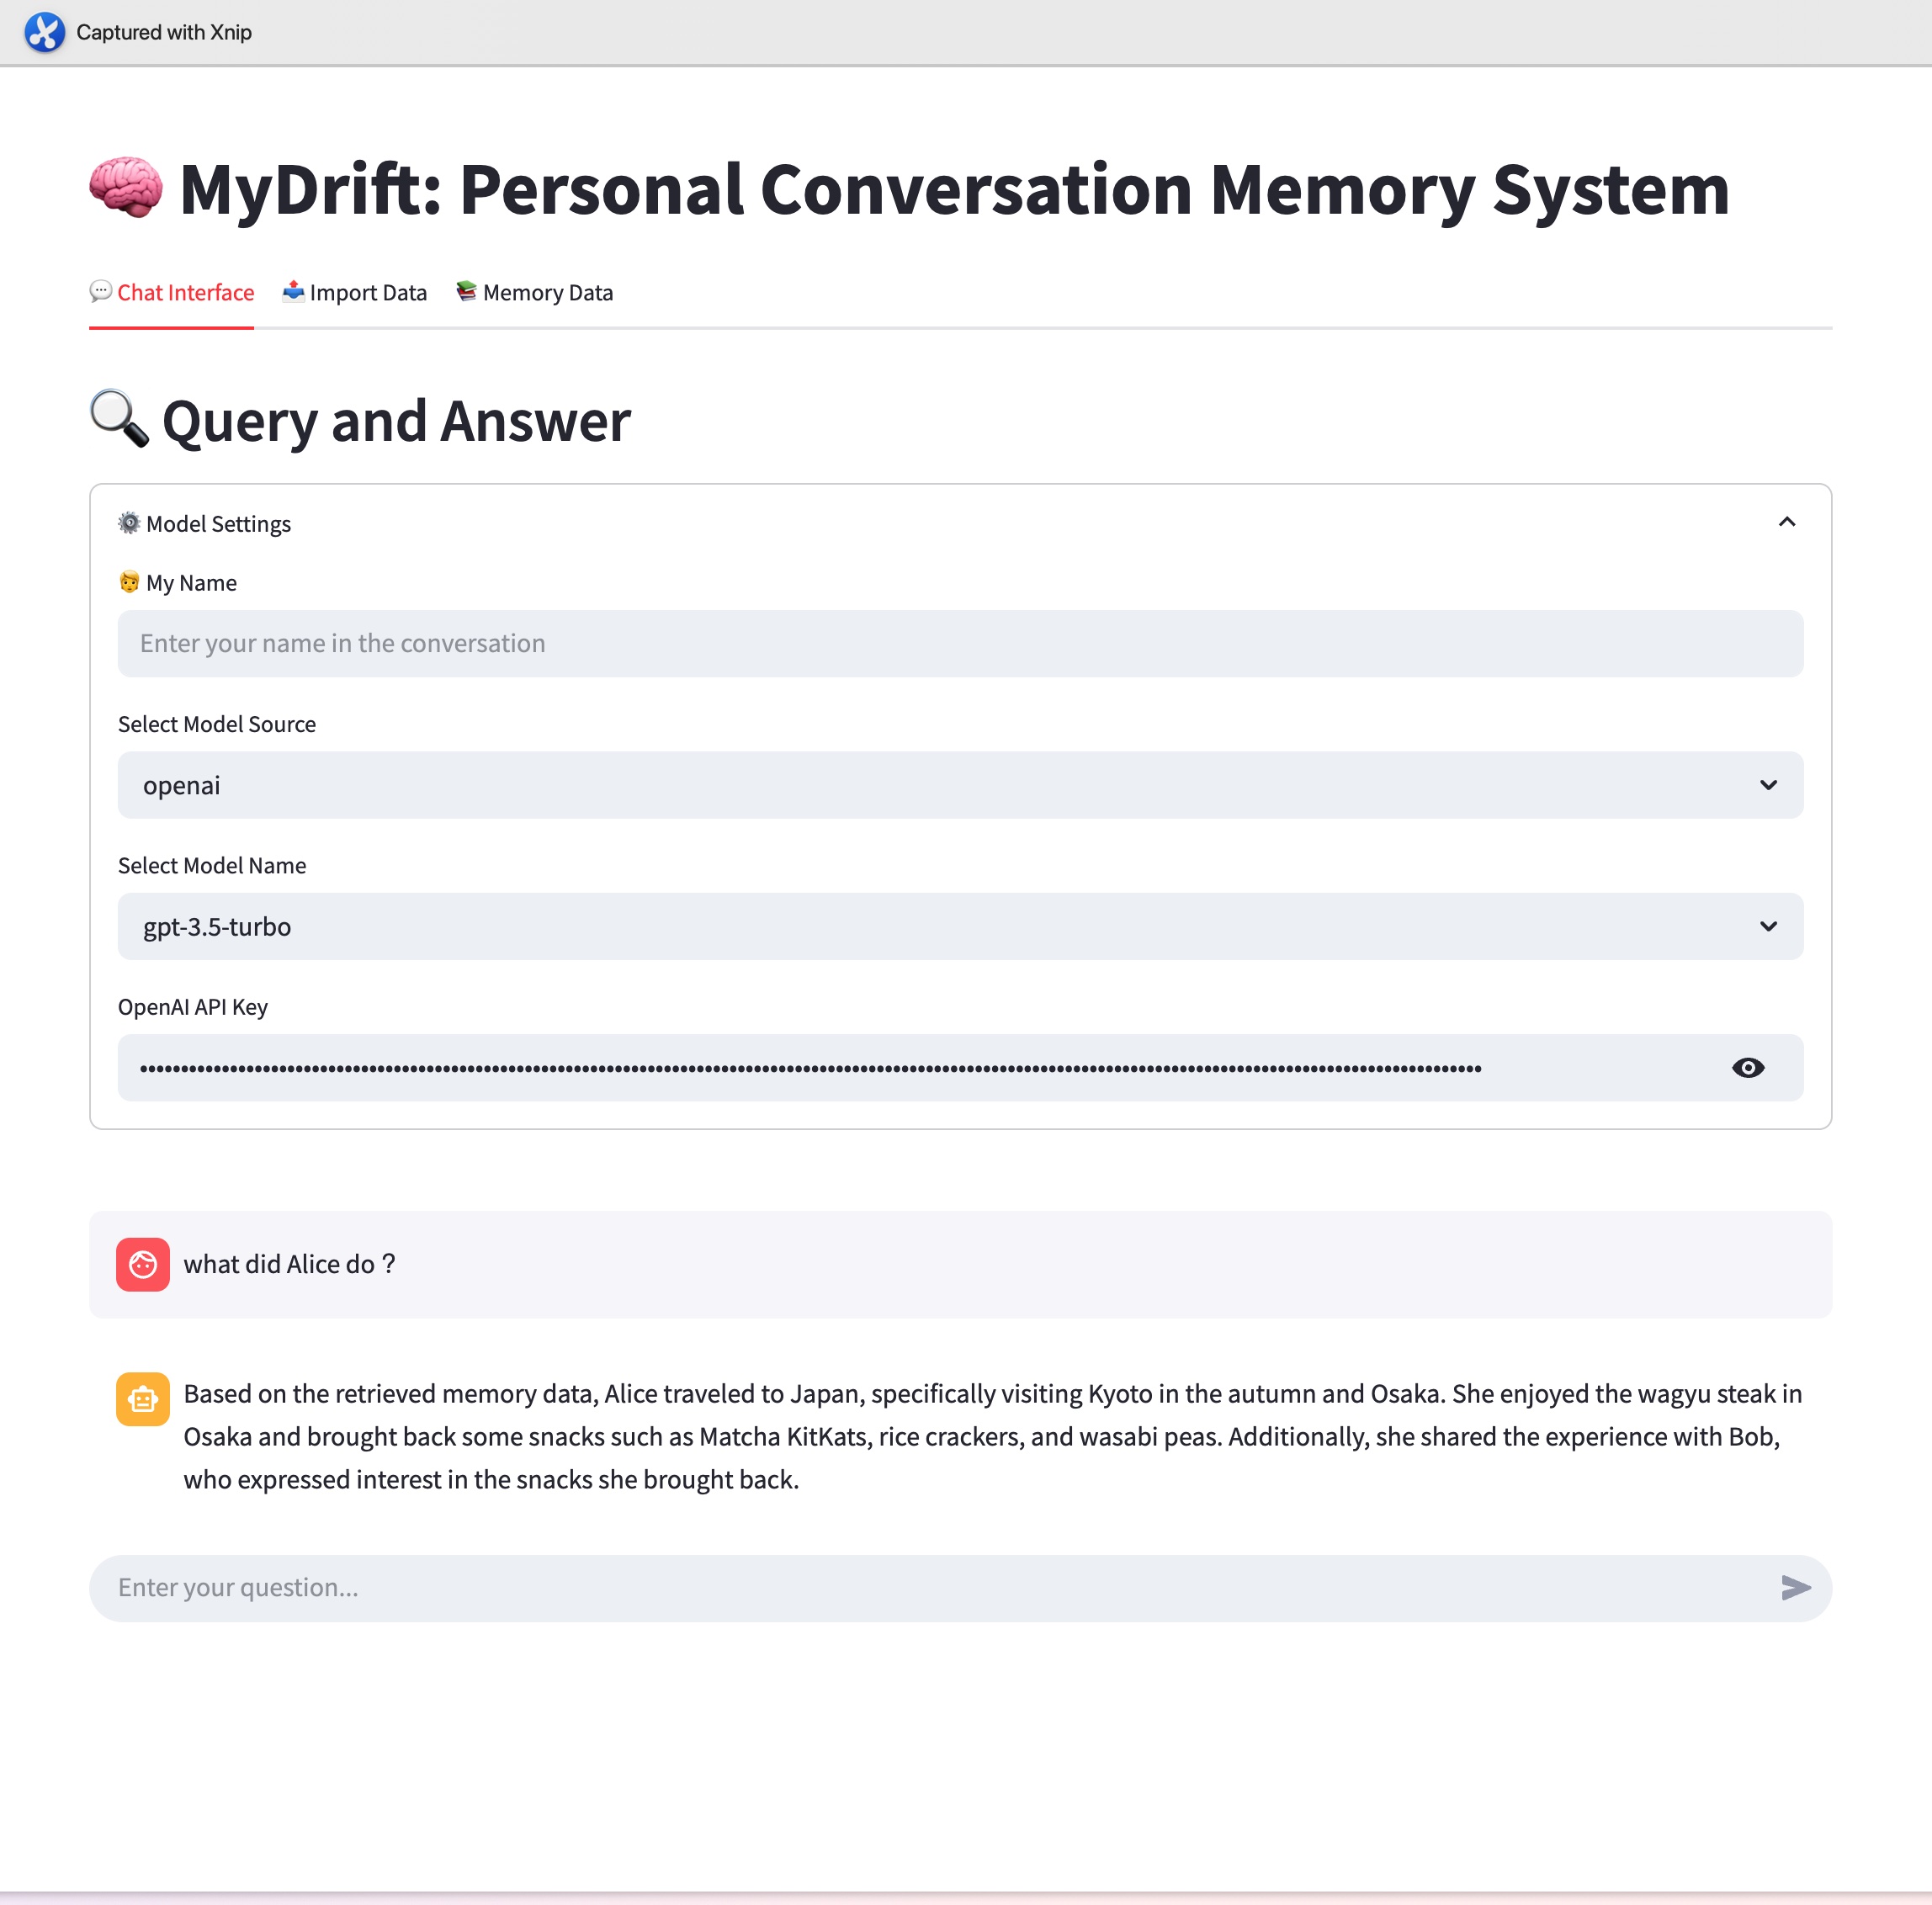 Captured with Xnip
MyDrift: Personal Conversation Memory System
Chat Interface
Import Data
Memory Data
Query and Answer
Model Settings
My Name
Enter your name in the conversation
Select Model Source
openai
Select Model Name
gpt-3.5-turbo
OpenAI API Key
what did Alice do？
Based on the retrieved memory data, Alice traveled to Japan, specifically visiting Kyoto in the autumn and Osaka. She enjoyed the wagyu steak in
Osaka and brought back some snacks such as Matcha KitKats, rice crackers, and wasabi peas. Additionally, she shared the experience with Bob,
who expressed interest in the snacks she brought back.
Enter your question...